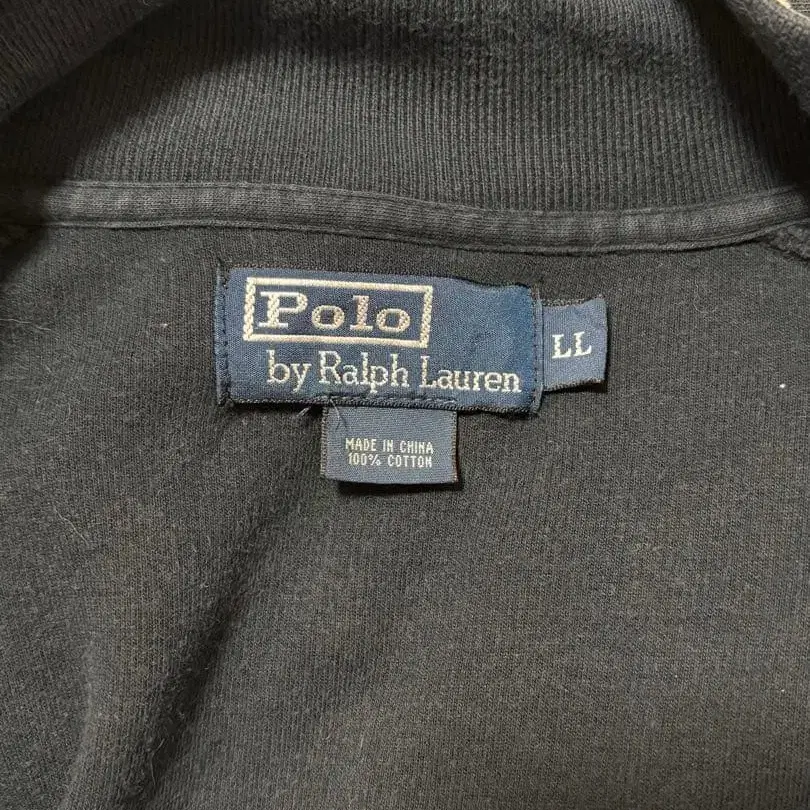 Polo
by Ralph Lauren
LL
MADE IN CHINA
100% COTTON